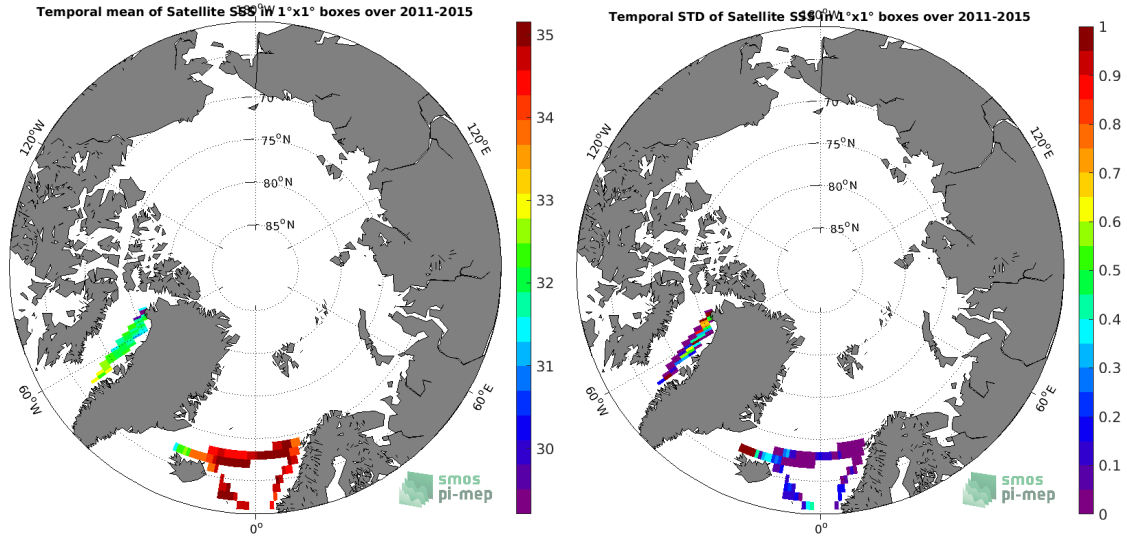 Temporal mean of Satellite SSS in 1°x1° boxes over 2011-2015
180°W
120°W
120°E
70
75°N
80°N
85°N
60°W
60°E
0°
smos
pi-mep
35
34
33
32
31
30
Temporal STD of Satellite SSS in 1°x1° boxes over 2011-2015
180°W
120°W
120°E
70
75°N
80°N
85°N
60°W
60°E
0°
smos
pi-mep
1
0.9
0.8
0.7
0.6
0.5
0.4
0.3
0.2
0.1
0